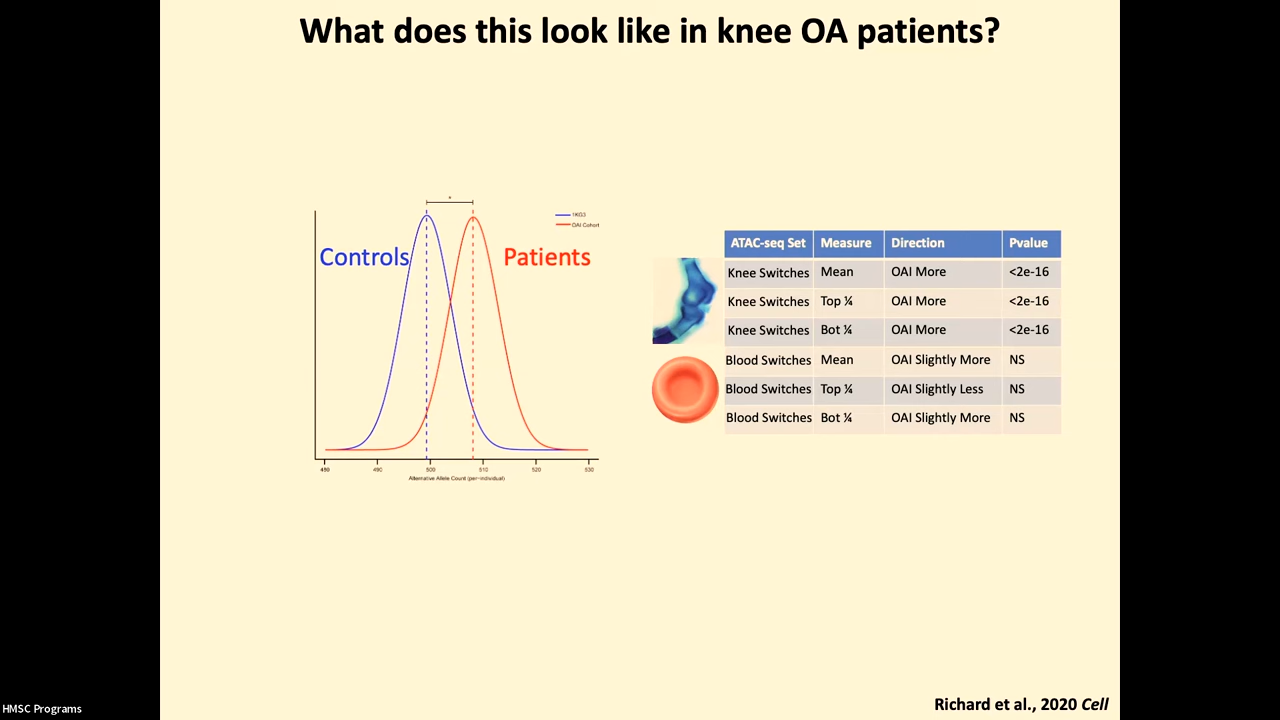 What does this look like in knee OA patients?
*
1KG3
OAI Cohort
Controls
Patients
480 490 500 510 520 530
Alternative Allele Count (per-individual)
ATAC-seq Set Measure Direction Pvalue
Knee Switches Mean OAI More <2e-16
Knee Switches Top ¼ OAI More <2e-16
Knee Switches Bot ¼ OAI More <2e-16
Blood Switches Mean OAI Slightly More NS
Blood Switches Top ¼ OAI Slightly Less NS
Blood Switches Bot ¼ OAI Slightly More NS
Richard et al., 2020 Cell
HMSC Programs